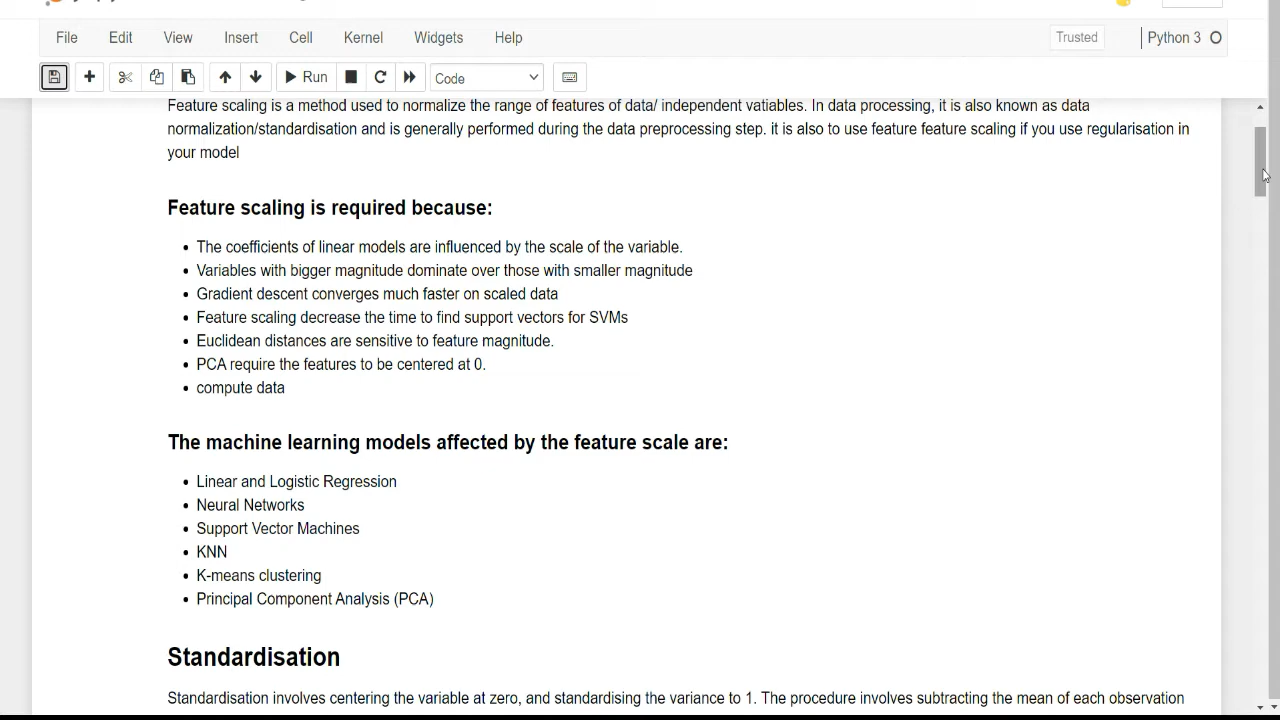 File Edit View Insert Cell Kernel Widgets Help Trusted Python 3
Run Code
Feature scaling is a method used to normalize the range of features of data/ independent vatiables. In data processing, it is also known as data
normalization/standardisation and is generally performed during the data preprocessing step. it is also to use feature feature scaling if you use regularisation in
your model
Feature scaling is required because:
• The coefficients of linear models are influenced by the scale of the variable.
• Variables with bigger magnitude dominate over those with smaller magnitude
• Gradient descent converges much faster on scaled data
• Feature scaling decrease the time to find support vectors for SVMs
• Euclidean distances are sensitive to feature magnitude.
• PCA require the features to be centered at 0.
• compute data
The machine learning models affected by the feature scale are:
• Linear and Logistic Regression
• Neural Networks
• Support Vector Machines
• KNN
• K-means clustering
• Principal Component Analysis (PCA)
Standardisation
Standardisation involves centering the variable at zero, and standardising the variance to 1. The procedure involves subtracting the mean of each observation